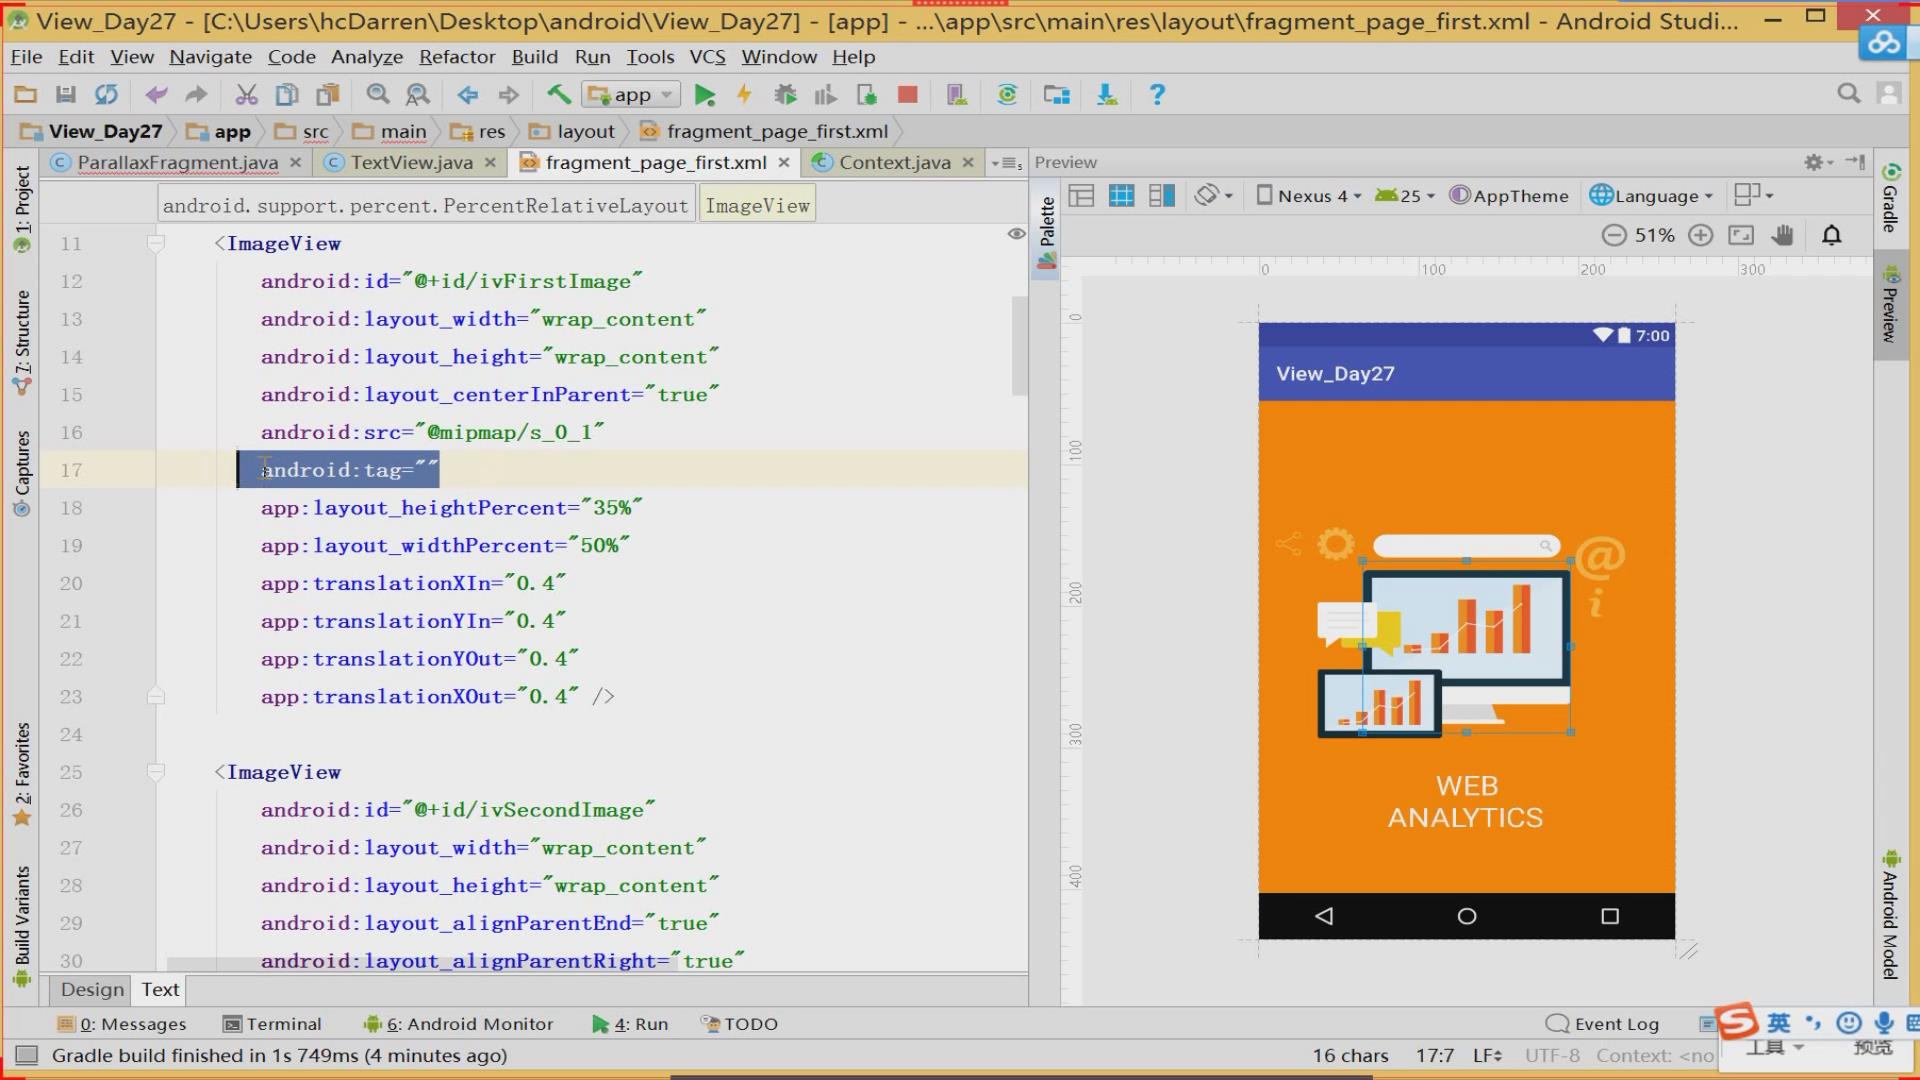 View_Day27 - [C:\Users\hcDarren\Desktop\android\View_Day27] - [app] - ...\app\src\main\res\layout\fragment_page_first.xml - Android Studi...
File Edit View Navigate Code Analyze Refactor Build Run Tools VCS Window Help
app
View_Day27 app src main res layout fragment_page_first.xml
ParallaxFragment.java TextView.java fragment_page_first.xml Context.java Preview
android.support.percent.PercentRelativeLayout ImageView
Nexus 4 25 AppTheme Language
51%
11 <ImageView
12 android:id="@+id/ivFirstImage"
13 android:layout_width="wrap_content"
14 android:layout_height="wrap_content"
15 android:layout_centerInParent="true"
16 android:src="@mipmap/s_0_1"
17 android:tag=""
18 app:layout_heightPercent="35%"
19 app:layout_widthPercent="50%"
20 app:translationXIn="0.4"
21 app:translationYIn="0.4"
22 app:translationYOut="0.4"
23 app:translationXOut="0.4" />
24
25 <ImageView
26 android:id="@+id/ivSecondImage"
27 android:layout_width="wrap_content"
28 android:layout_height="wrap_content"
29 android:layout_alignParentEnd="true"
30 android:layout_alignParentRight="true"
Design Text
1: Project
7: Structure
Captures
2: Favorites
Build Variants
Palette
0 100 200 300
0
100
200
300
400
7:00
View_Day27
@
i
WEB
ANALYTICS
Gradle
Preview
Android Model
0: Messages Terminal 6: Android Monitor 4: Run TODO Event Log
英
Gradle build finished in 1s 749ms (4 minutes ago) 16 chars 17:7 LF UTF-8 Context: <no
工具 预览